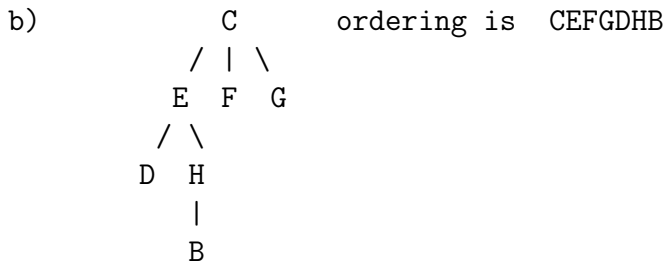 b) C ordering is CEFGDHB
/ | \
E F G
/ \
D H
|
B